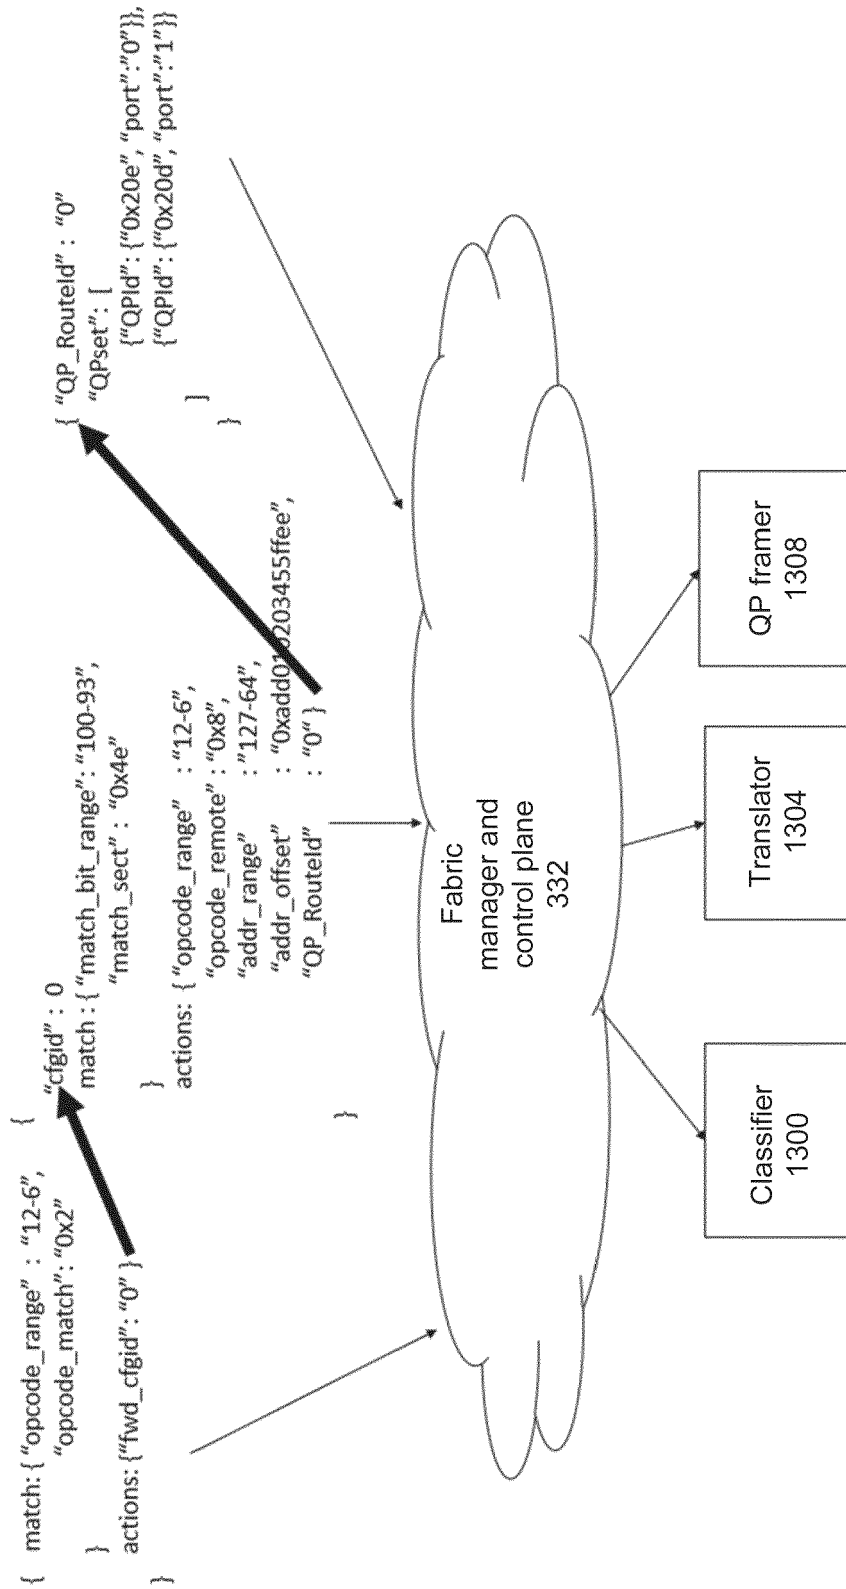 { match: { "opcode_range" : "12-6",
"opcode_match": "0x2"
}
actions: {"fwd_cfgid": "0" }
}
{
"cfgid" : 0
match : { "match_bit_range": "100-93",
"match_sect" : "0x4e"
}
actions: { "opcode_range" : "12-6",
"opcode_remote" : "0x8",
"addr_range" : "127-64",
"addr_offset" :
"QP_RouteId" : "0" }
}
{ "QP_RouteId" : "0"
"QPset" : [
{"QPId": {"0x20e", "port":"0"}},
{"QPId": {"0x20d", "port":"1"}}
]
}
Fabric
manager and
control plane
332
Classifier
1300
Translator
1304
QP framer
1308